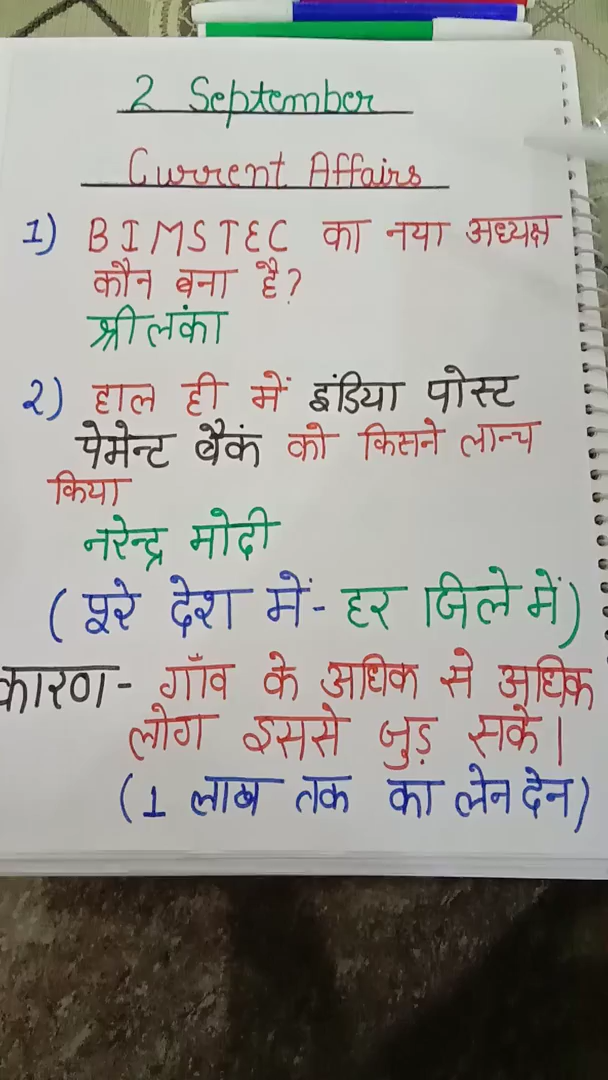 2 September
Current Affairs
1) BIMSTEC का नया अध्यक्ष
कौन बना है?
श्रीलंका
2) हाल ही में इंडिया पोस्ट
पेमेन्ट बैकं को किसने लान्च
किया
नरेन्द्र मोदी
(पूरे देश में - हर जिले में)
कारण - गाँव के अधिक से अधिक
लोग इससे जुड़ सके।
(1 लाख तक का लेन देन)